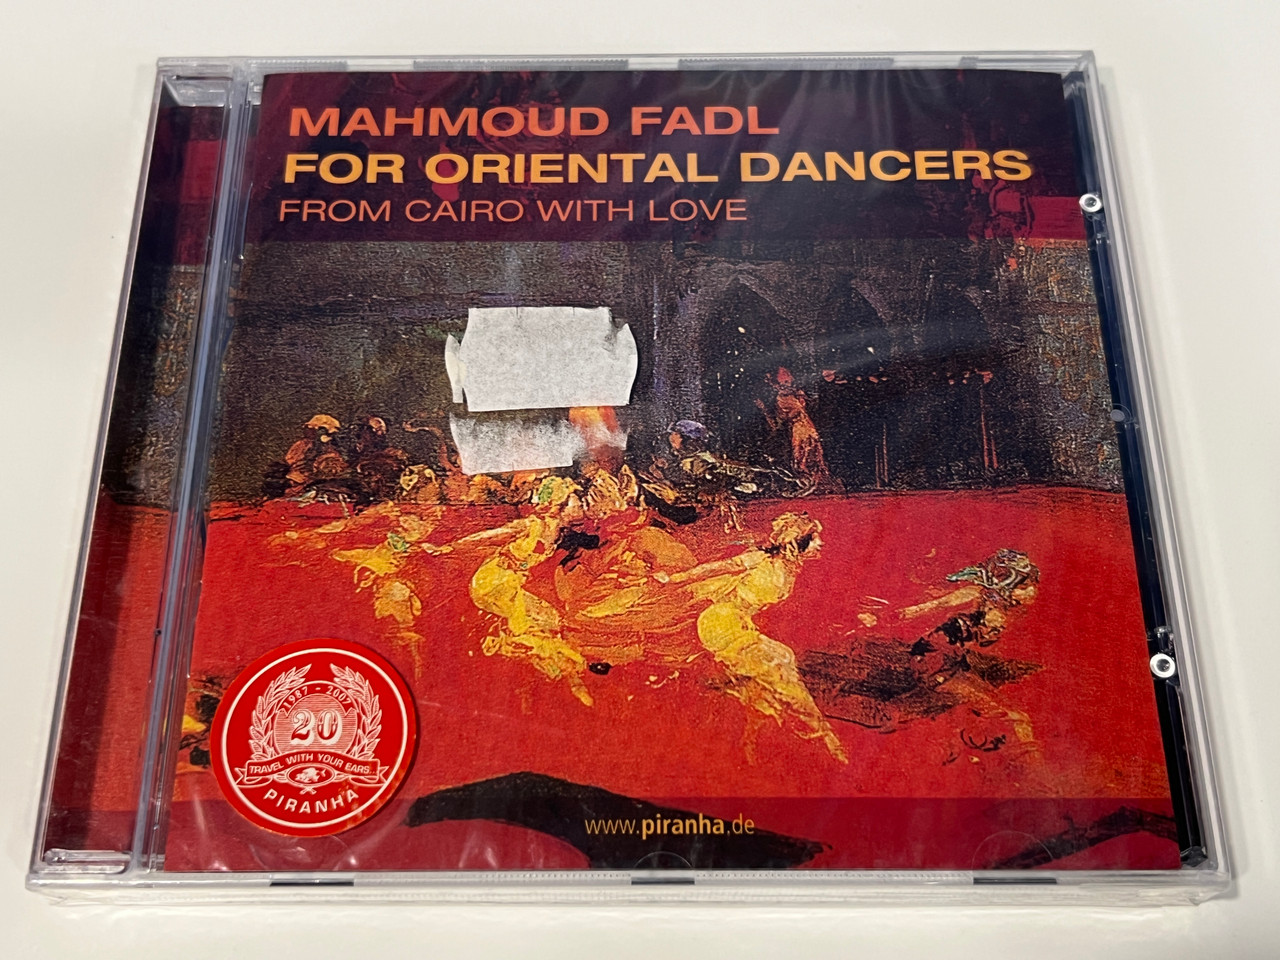 MAHMOUD FADL
FOR ORIENTAL DANCERS
FROM CAIRO WITH LOVE
1987 - 2007
20
TRAVEL WITH YOUR EARS...
PIRANHA
www.piranha.de